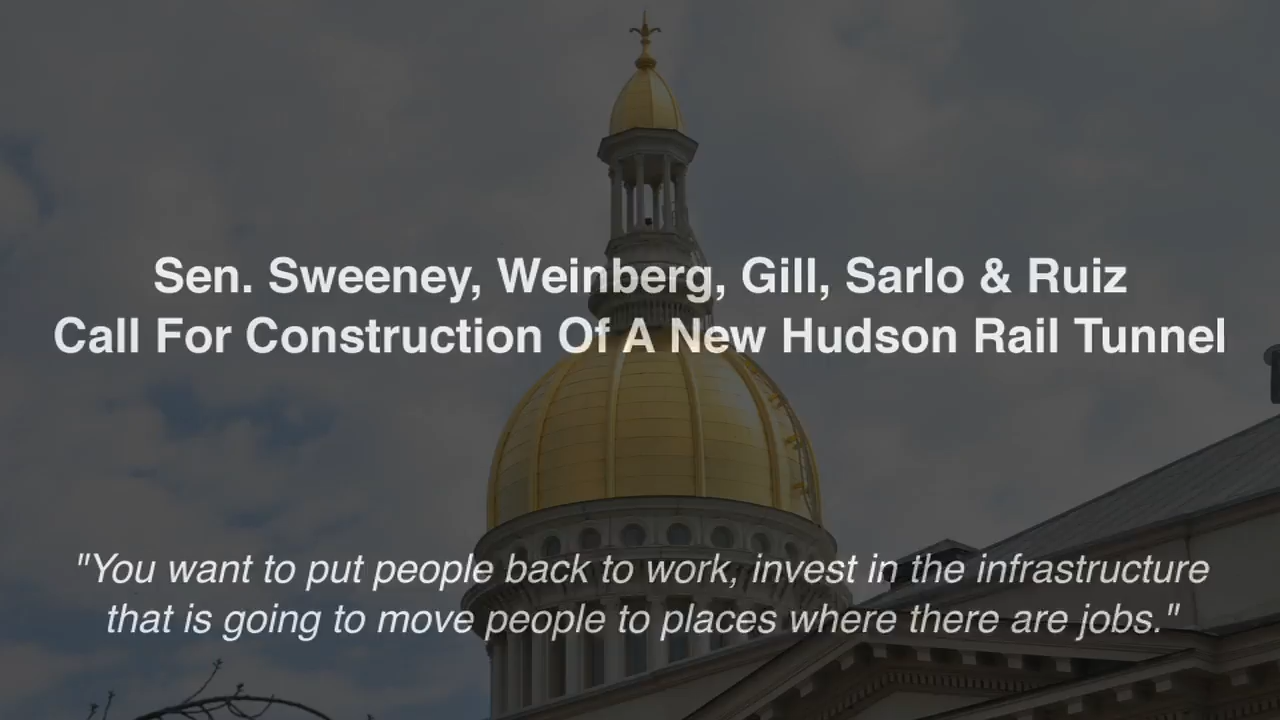 Sen. Sweeney, Weinberg, Gill, Sarlo & Ruiz
Call For Construction Of A New Hudson Rail Tunnel
"You want to put people back to work, invest in the infrastructure
that is going to move people to places where there are jobs."